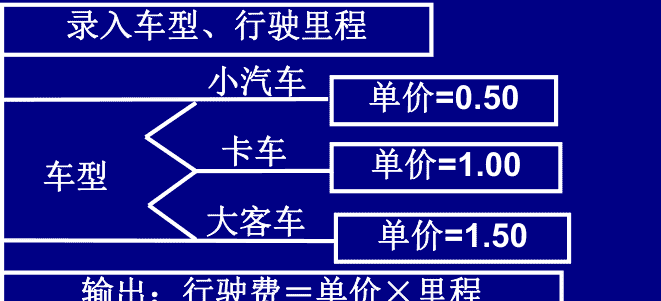 录入车型、行驶里程
小汽车
单价=0.50
车型
卡车
单价=1.00
大客车
单价=1.50
输出：行驶费＝单价×里程